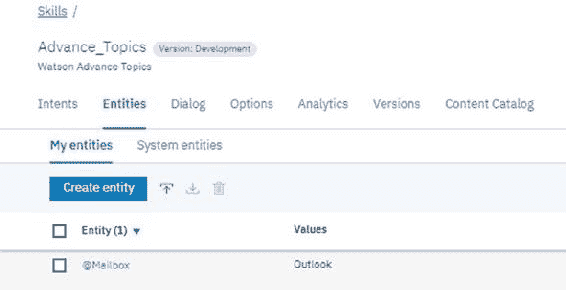 Skills /
Advance_Topics Version: Development
Watson Advance Topics
Intents Entities Dialog Options Analytics Versions Content Catalog
My entities System entities
Create entity
Entity (1) ▼ Values
@Mailbox Outlook